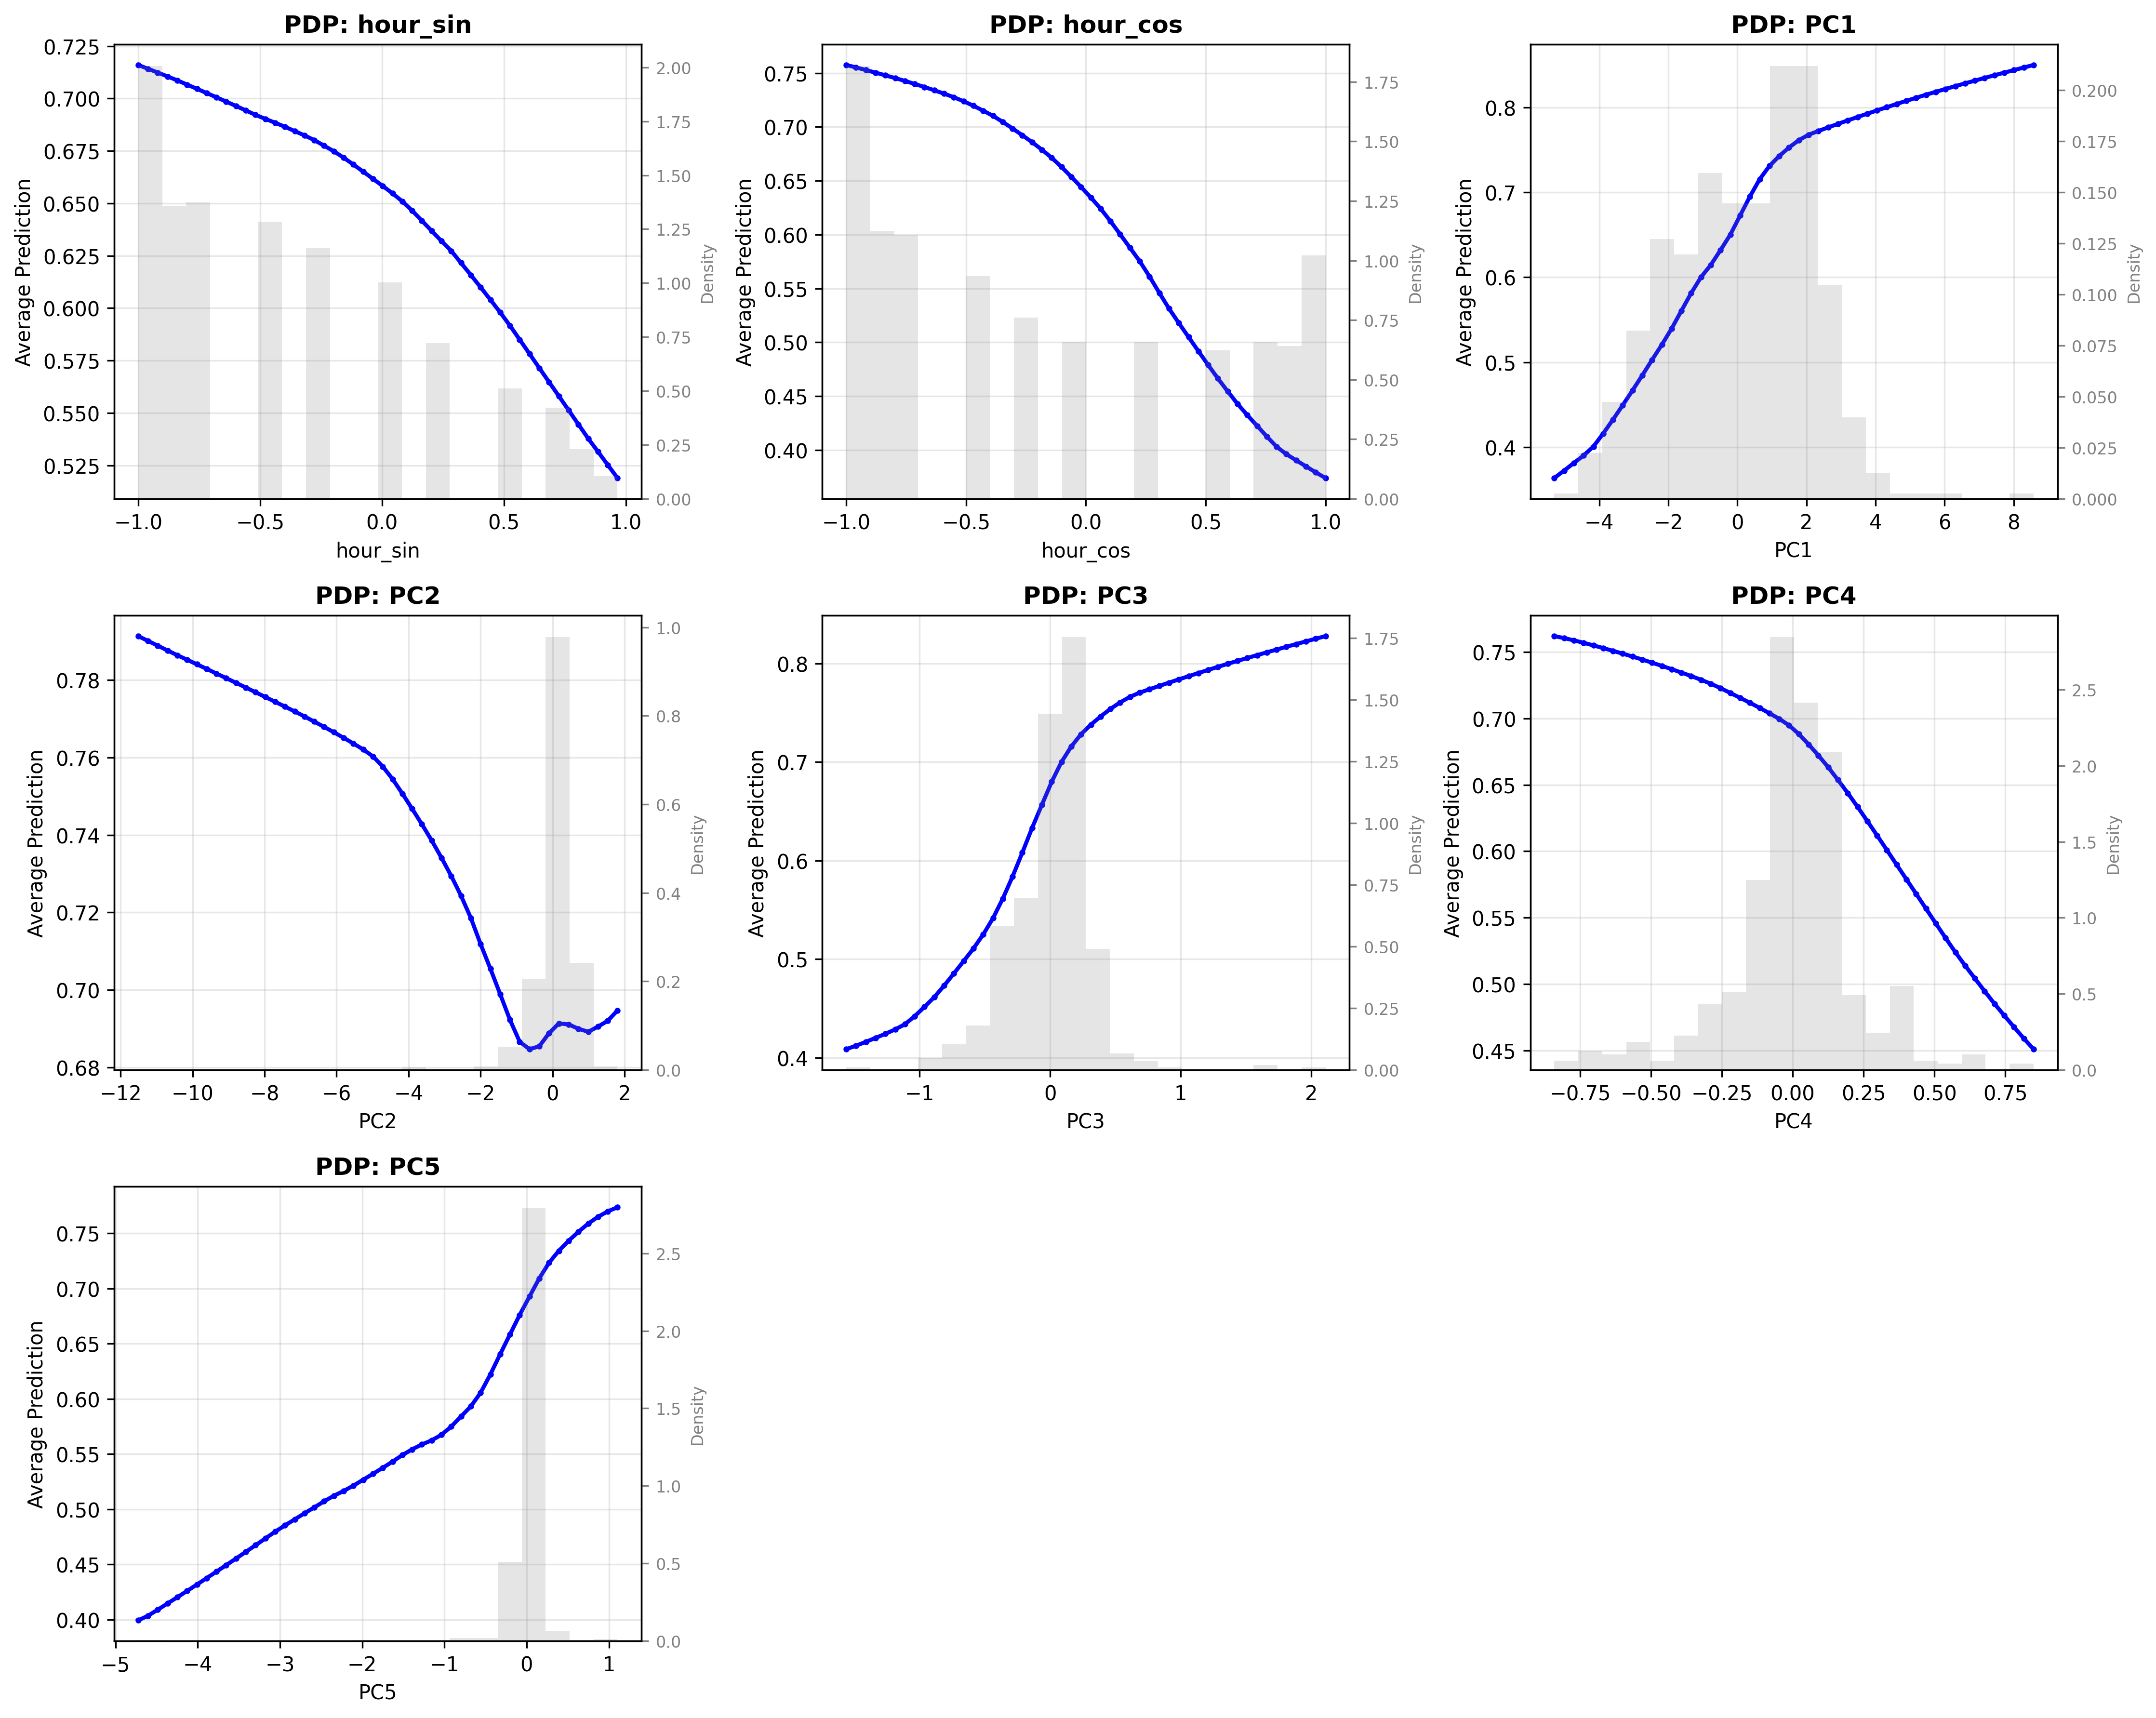 PDP: hour_sin
0.725
0.700
0.675
0.650
0.625
0.600
0.575
0.550
0.525
Average Prediction
2.00
1.75
1.50
1.25
1.00
0.75
0.50
0.25
0.00
Density
−1.0 −0.5 0.0 0.5 1.0
hour_sin
PDP: hour_cos
0.75
0.70
0.65
0.60
0.55
0.50
0.45
0.40
Average Prediction
1.75
1.50
1.25
1.00
0.75
0.50
0.25
0.00
Density
−1.0 −0.5 0.0 0.5 1.0
hour_cos
PDP: PC1
0.8
0.7
0.6
0.5
0.4
Average Prediction
0.200
0.175
0.150
0.125
0.100
0.075
0.050
0.025
0.000
Density
−4 −2 0 2 4 6 8
PC1
PDP: PC2
0.78
0.76
0.74
0.72
0.70
0.68
Average Prediction
1.0
0.8
0.6
0.4
0.2
0.0
Density
−12 −10 −8 −6 −4 −2 0 2
PC2
PDP: PC3
0.8
0.7
0.6
0.5
0.4
Average Prediction
1.75
1.50
1.25
1.00
0.75
0.50
0.25
0.00
Density
−1 0 1 2
PC3
PDP: PC4
0.75
0.70
0.65
0.60
0.55
0.50
0.45
Average Prediction
2.5
2.0
1.5
1.0
0.5
0.0
Density
−0.75 −0.50 −0.25 0.00 0.25 0.50 0.75
PC4
PDP: PC5
0.75
0.70
0.65
0.60
0.55
0.50
0.45
0.40
Average Prediction
2.5
2.0
1.5
1.0
0.5
0.0
Density
−5 −4 −3 −2 −1 0 1
PC5